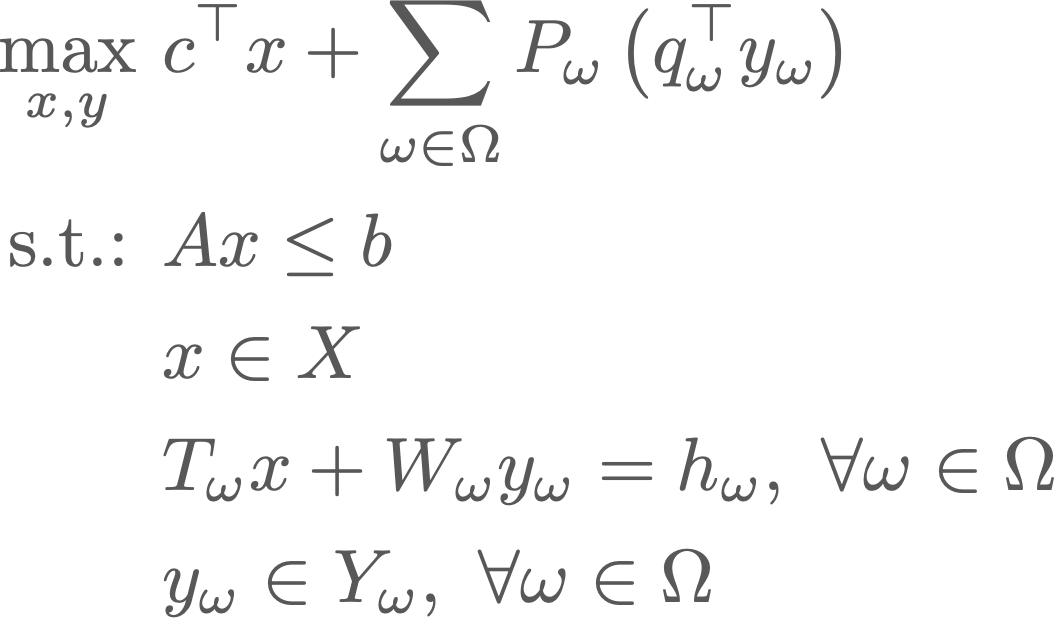 max_{x,y} c^⊤ x + ∑_{ω∈Ω} P_ω (q_ω^⊤ y_ω)
s.t.: Ax ≤ b
x ∈ X
T_ω x + W_ω y_ω = h_ω, ∀ω ∈ Ω
y_ω ∈ Y_ω, ∀ω ∈ Ω